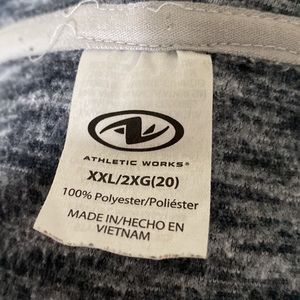 ATHLETIC WORKS®
XXL/2XG(20)
100% Polyester/Poliéster
MADE IN/HECHO EN
VIETNAM